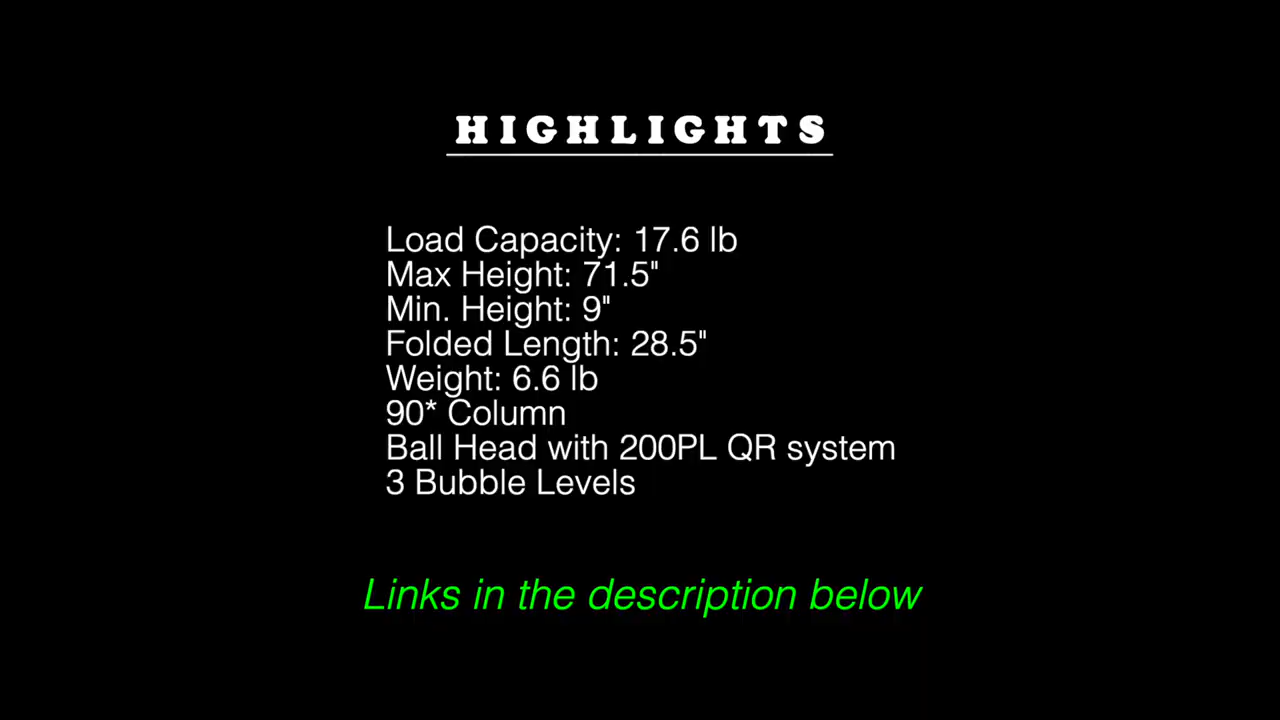 HIGHLIGHTS
Load Capacity: 17.6 lb
Max Height: 71.5"
Min. Height: 9"
Folded Length: 28.5"
Weight: 6.6 lb
90* Column
Ball Head with 200PL QR system
3 Bubble Levels
Links in the description below